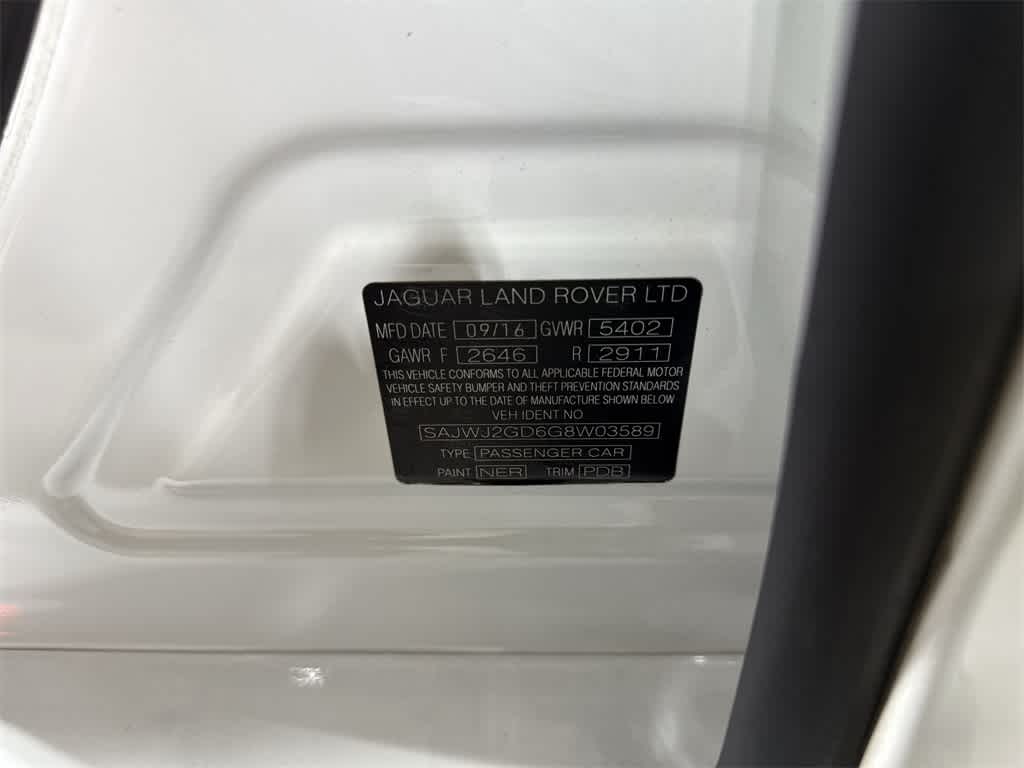 JAGUAR LAND ROVER LTD
MFD DATE 09/16 GVWR 5402
GAWR F 2646 R 2911
THIS VEHICLE CONFORMS TO ALL APPLICABLE FEDERAL MOTOR
VEHICLE SAFETY BUMPER AND THEFT PREVENTION STANDARDS
IN EFFECT UP TO THE DATE OF MANUFACTURE SHOWN BELOW
VEH IDENT NO
SAJWJ2GD6G8W03589
TYPE PASSENGER CAR
PAINT NER TRIM PDB